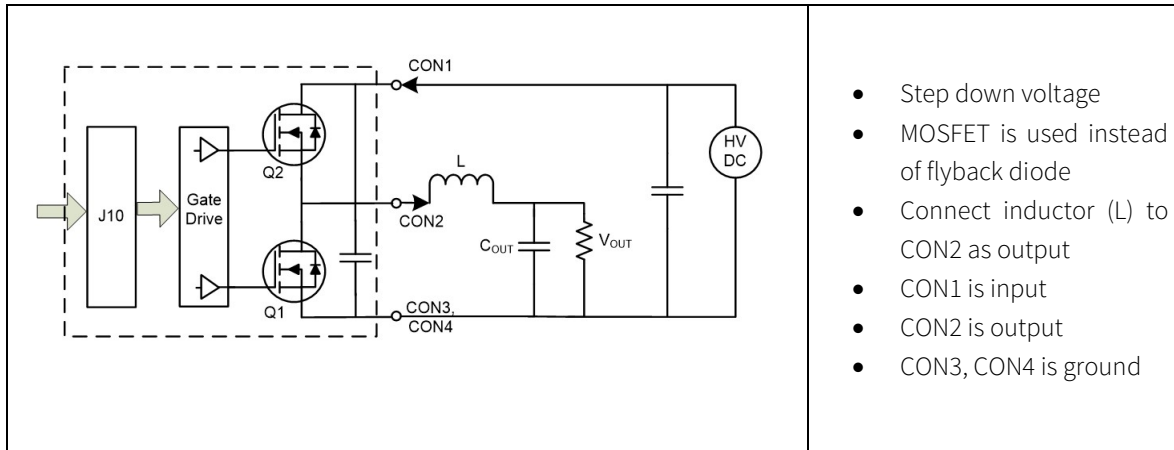 CON1
HV
DC
Q2
L
J10
Gate
Drive
CON2
COUT
VOUT
Q1
CON3,
CON4
• Step down voltage
• MOSFET is used instead
of flyback diode
• Connect inductor (L) to
CON2 as output
• CON1 is input
• CON2 is output
• CON3, CON4 is ground